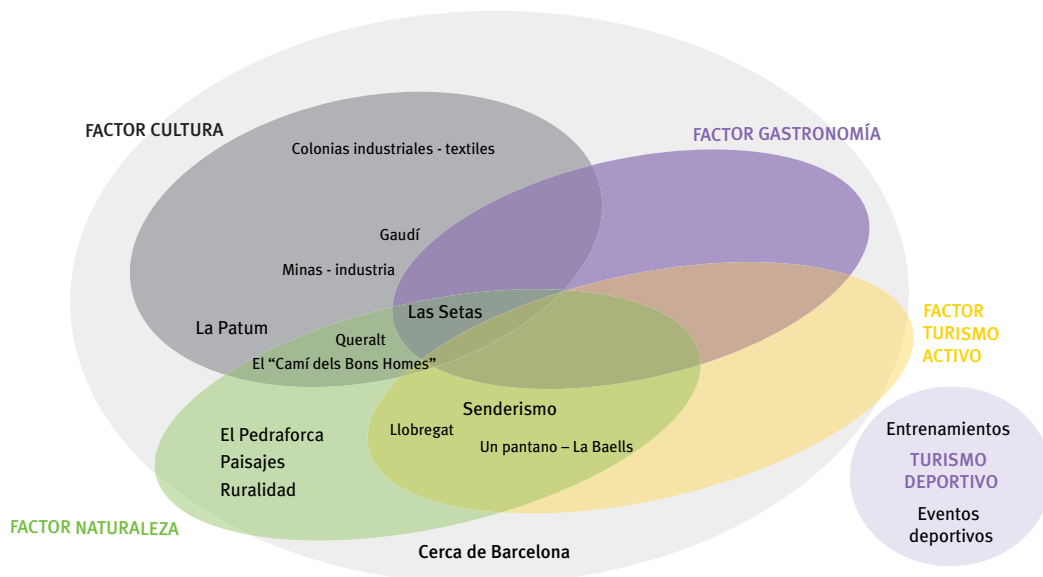 FACTOR CULTURA
FACTOR GASTRONOMÍA
Colonias industriales - textiles
Gaudí
Minas - industria
Las Setas
La Patum
Queralt
El “Camí dels Bons Homes”
FACTOR
TURISMO
ACTIVO
Senderismo
Llobregat
Un pantano – La Baells
El Pedraforca
Paisajes
Ruralidad
Entrenamientos
TURISMO
DEPORTIVO
Eventos
deportivos
FACTOR NATURALEZA
Cerca de Barcelona